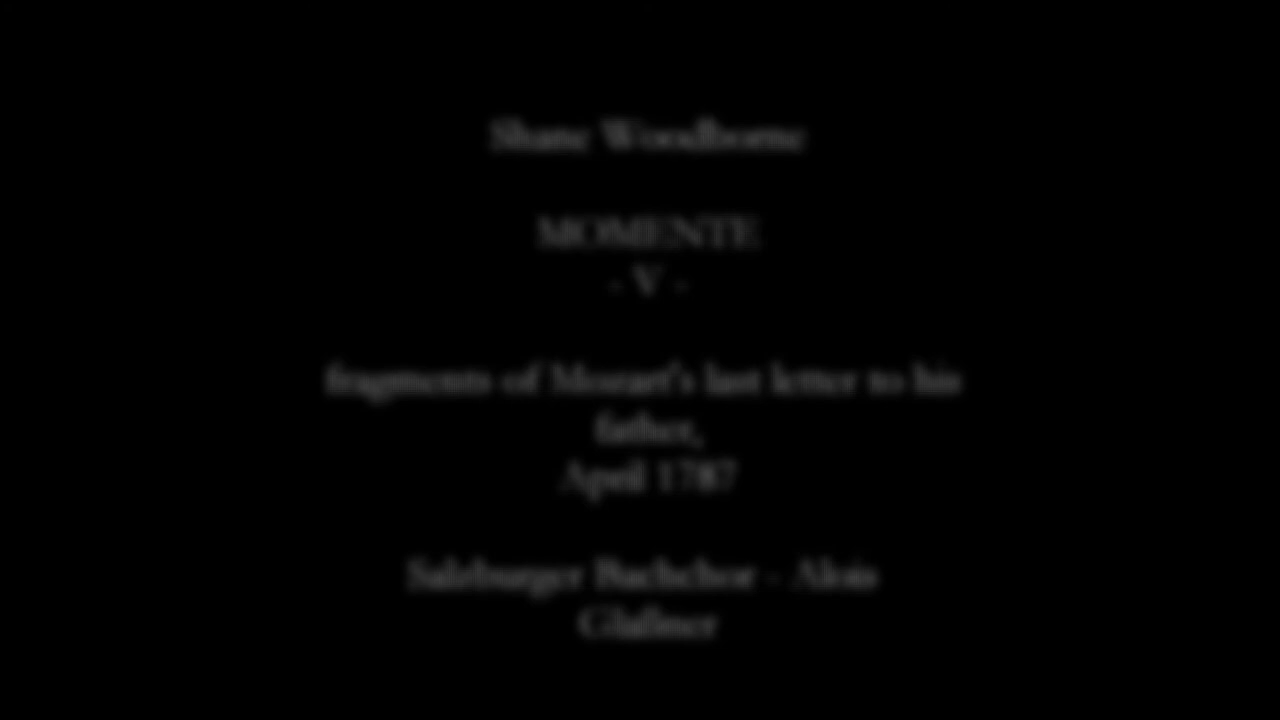 Shane Woodborne
MOMENTE
- V -
fragments of Mozart's last letter to his
father,
April 1787
Salzburger Bachchor - Alois
Glaßner